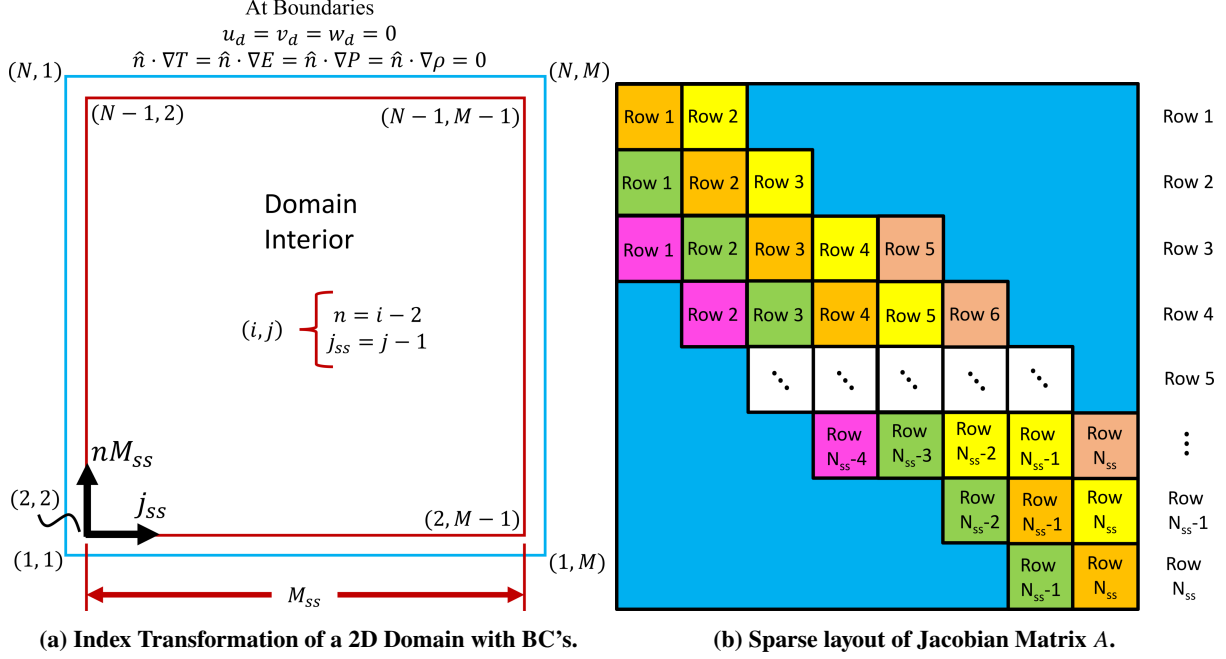 At Boundaries
u_d = v_d = w_d = 0
n̂ · ∇T = n̂ · ∇E = n̂ · ∇P = n̂ · ∇ρ = 0
(N, 1)
(N, M)
(N − 1, 2)
(N − 1, M − 1)
Domain
Interior
(i, j)
n = i − 2
j_ss = j − 1
nM_ss
(2, 2)
j_ss
(2, M − 1)
(1, 1)
(1, M)
M_ss
(a) Index Transformation of a 2D Domain with BC's.
Row 1 Row 2 Row 1
Row 1 Row 2 Row 3 Row 2
Row 1 Row 2 Row 3 Row 4 Row 5 Row 3
Row 2 Row 3 Row 4 Row 5 Row 6 Row 4
⋱ ⋱ ⋱ ⋱ ⋱ Row 5
Row Row Row Row Row ⋮
N_ss-4 N_ss-3 N_ss-2 N_ss-1 N_ss
Row Row Row Row
N_ss-2 N_ss-1 N_ss N_ss-1
Row Row Row
N_ss-1 N_ss N_ss
(b) Sparse layout of Jacobian Matrix A.